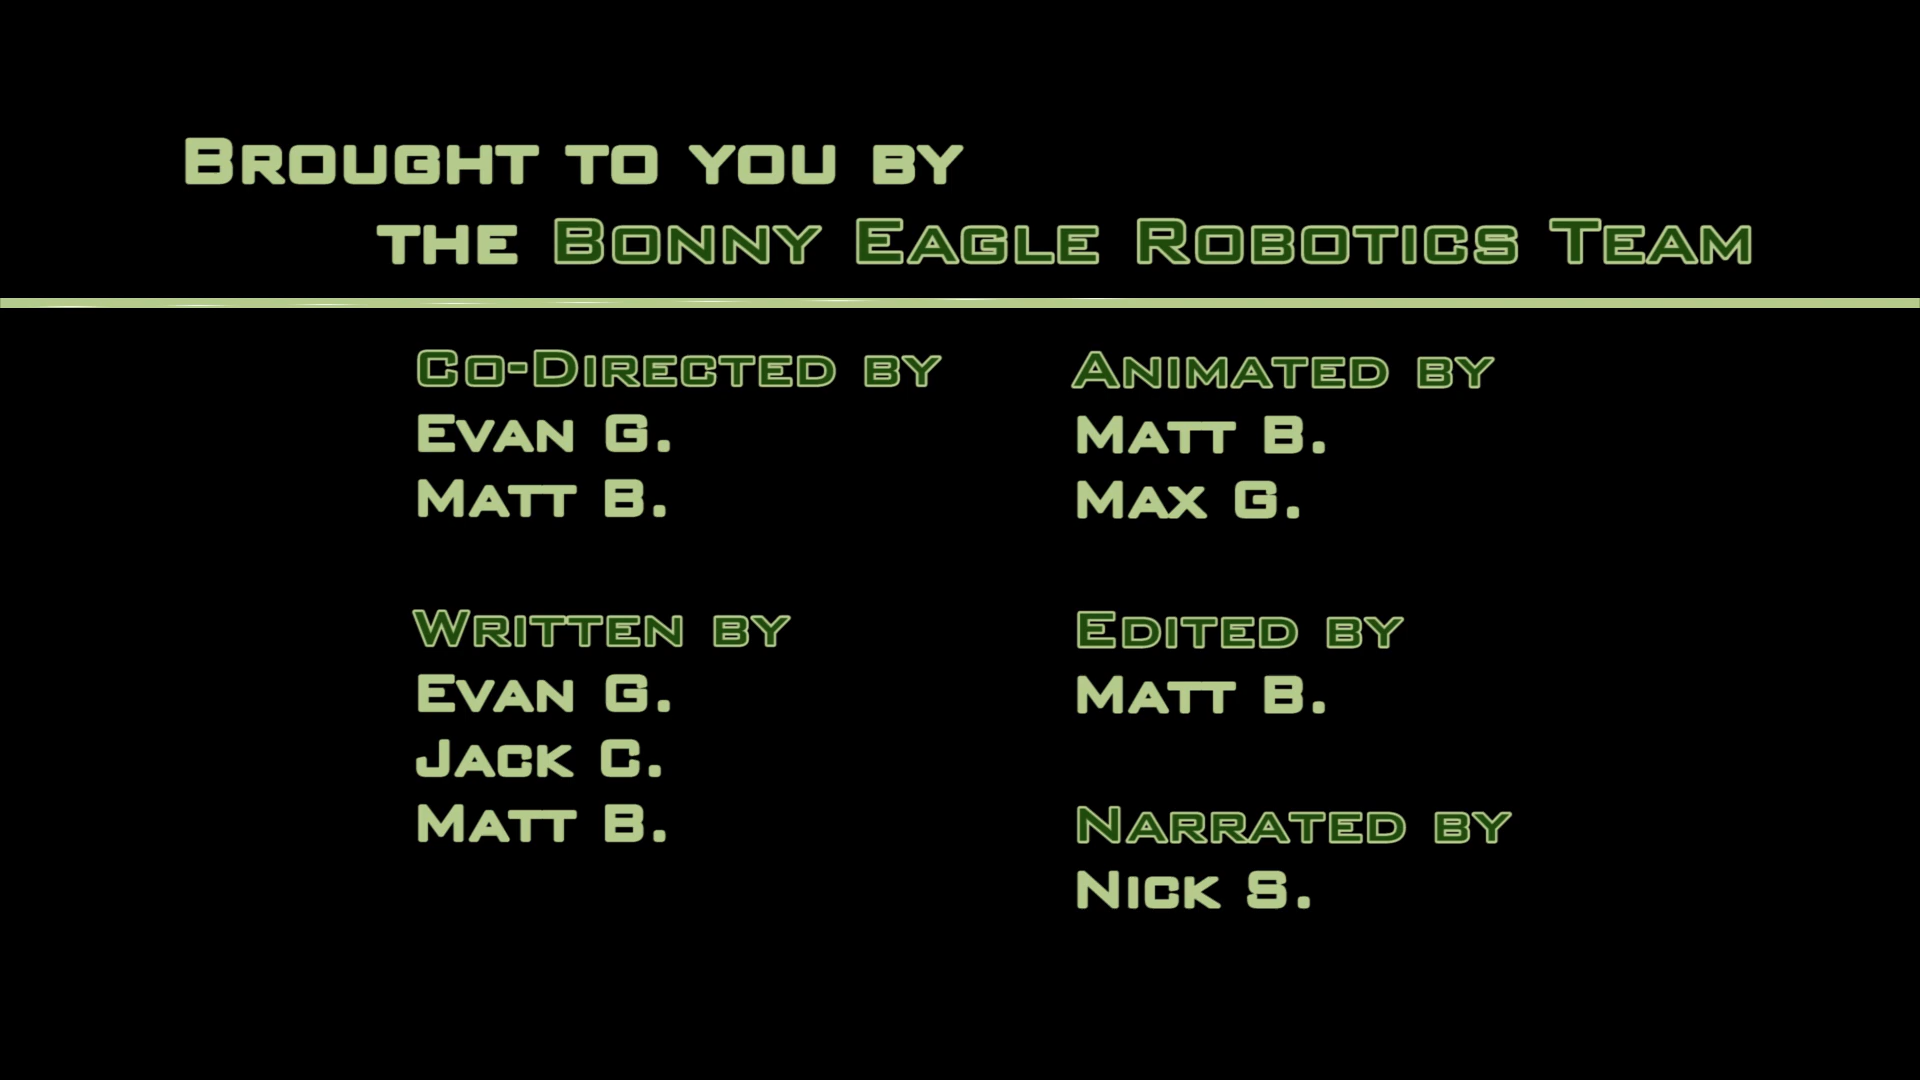 Brought to you by
the Bonny Eagle Robotics Team
Co-Directed by
Evan G.
Matt B.
Written by
Evan G.
Jack C.
Matt B.
Animated by
Matt B.
Max G.
Edited by
Matt B.
Narrated by
Nick S.